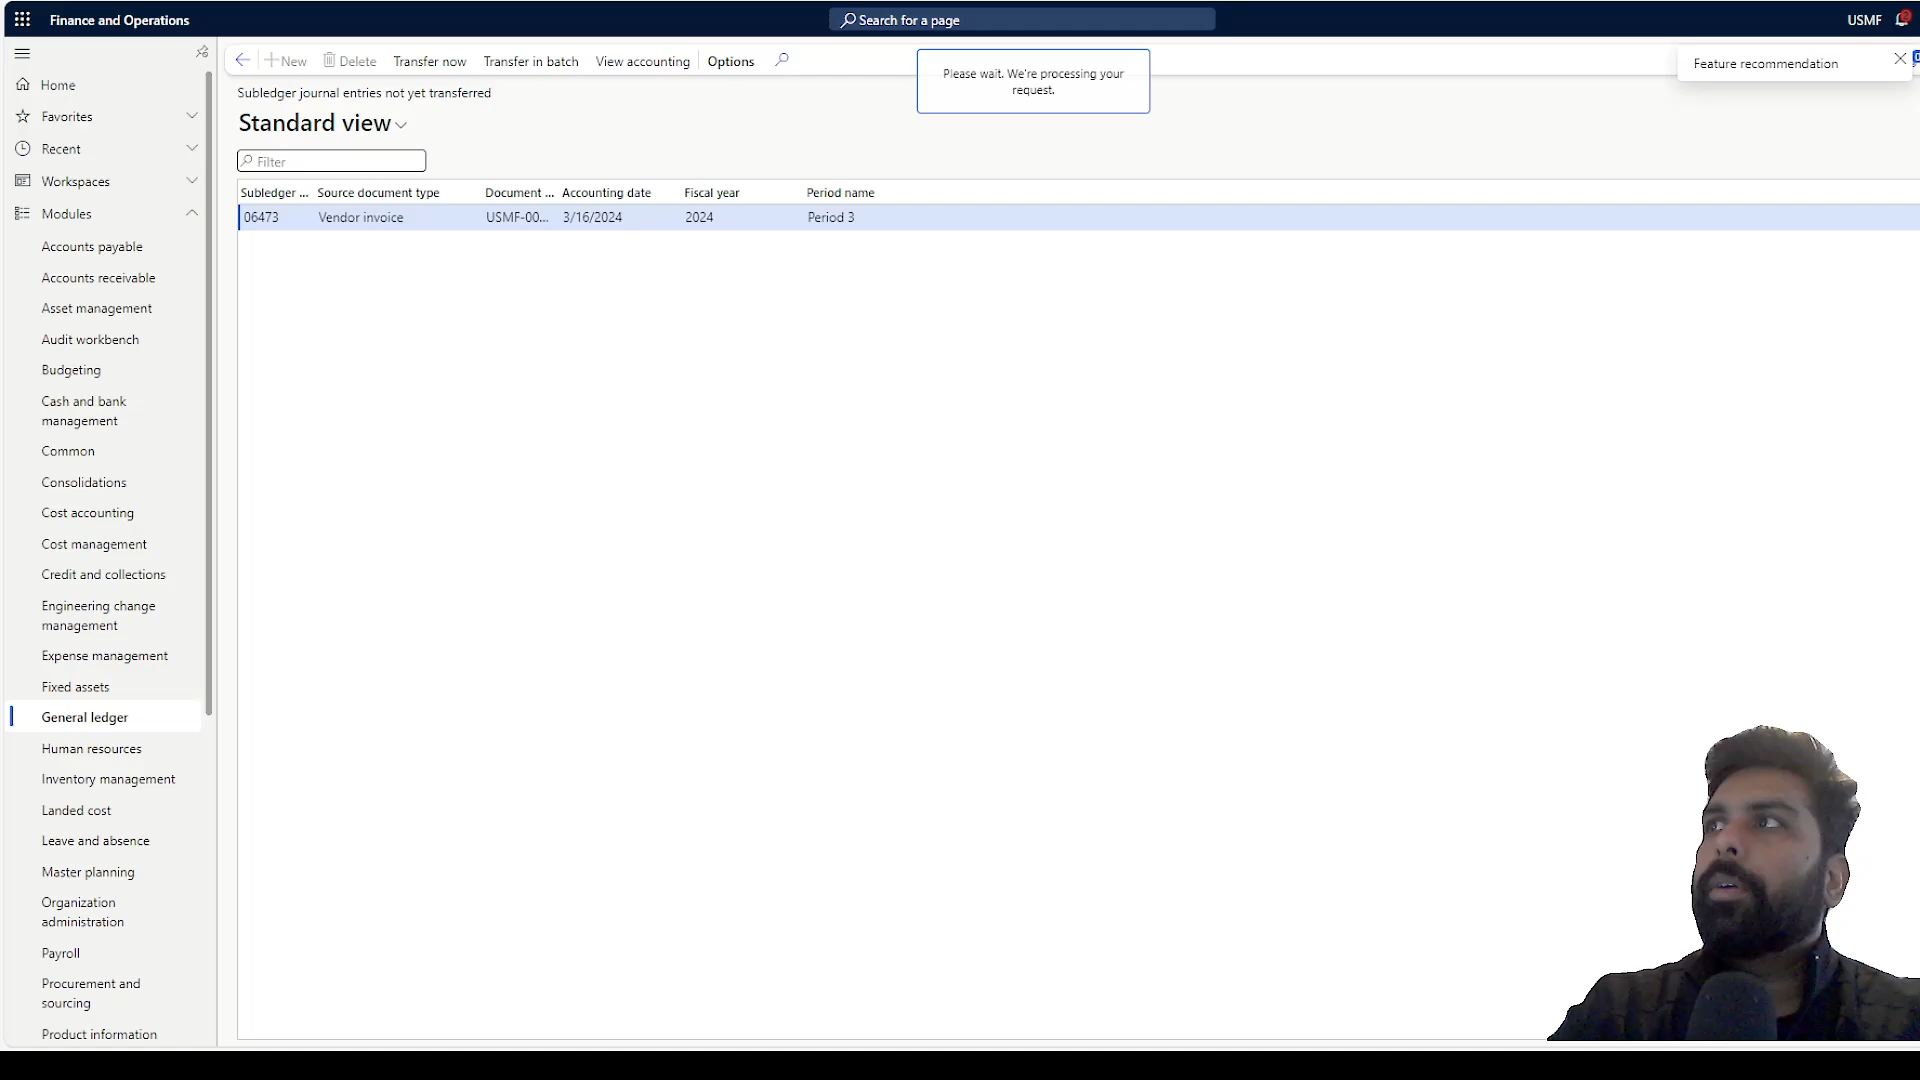 Finance and Operations
Search for a page
USMF
New
Delete
Transfer now
Transfer in batch
View accounting
Options
Please wait. We're processing your
request.
Feature recommendation
Subledger journal entries not yet transferred
Standard view
Filter
Subledger ...
Source document type
Document ...
Accounting date
Fiscal year
Period name
06473
Vendor invoice
USMF-00...
3/16/2024
2024
Period 3
Home
Favorites
Recent
Workspaces
Modules
Accounts payable
Accounts receivable
Asset management
Audit workbench
Budgeting
Cash and bank
management
Common
Consolidations
Cost accounting
Cost management
Credit and collections
Engineering change
management
Expense management
Fixed assets
General ledger
Human resources
Inventory management
Landed cost
Leave and absence
Master planning
Organization
administration
Payroll
Procurement and
sourcing
Product information